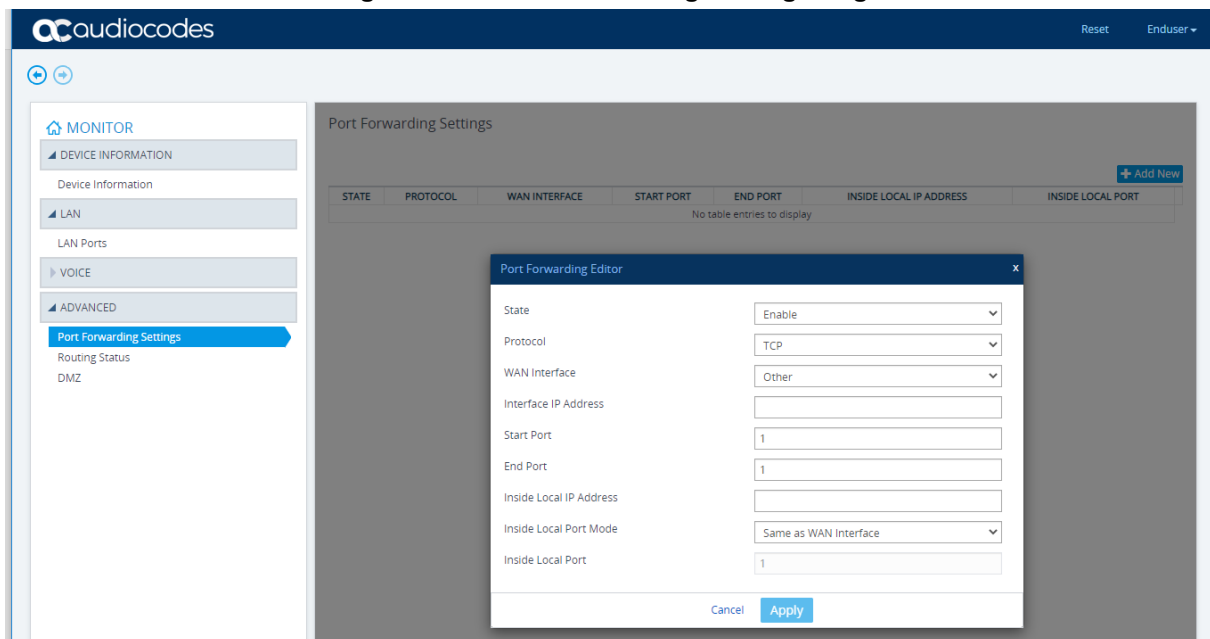 audiocodes
Reset Enduser
MONITOR
DEVICE INFORMATION
Device Information
LAN
LAN Ports
VOICE
ADVANCED
Port Forwarding Settings
Routing Status
DMZ
Port Forwarding Settings
+ Add New
STATE PROTOCOL WAN INTERFACE START PORT END PORT INSIDE LOCAL IP ADDRESS INSIDE LOCAL PORT
No table entries to display
Port Forwarding Editor x
State Enable
Protocol TCP
WAN Interface Other
Interface IP Address
Start Port 1
End Port 1
Inside Local IP Address
Inside Local Port Mode Same as WAN Interface
Inside Local Port 1
Cancel Apply